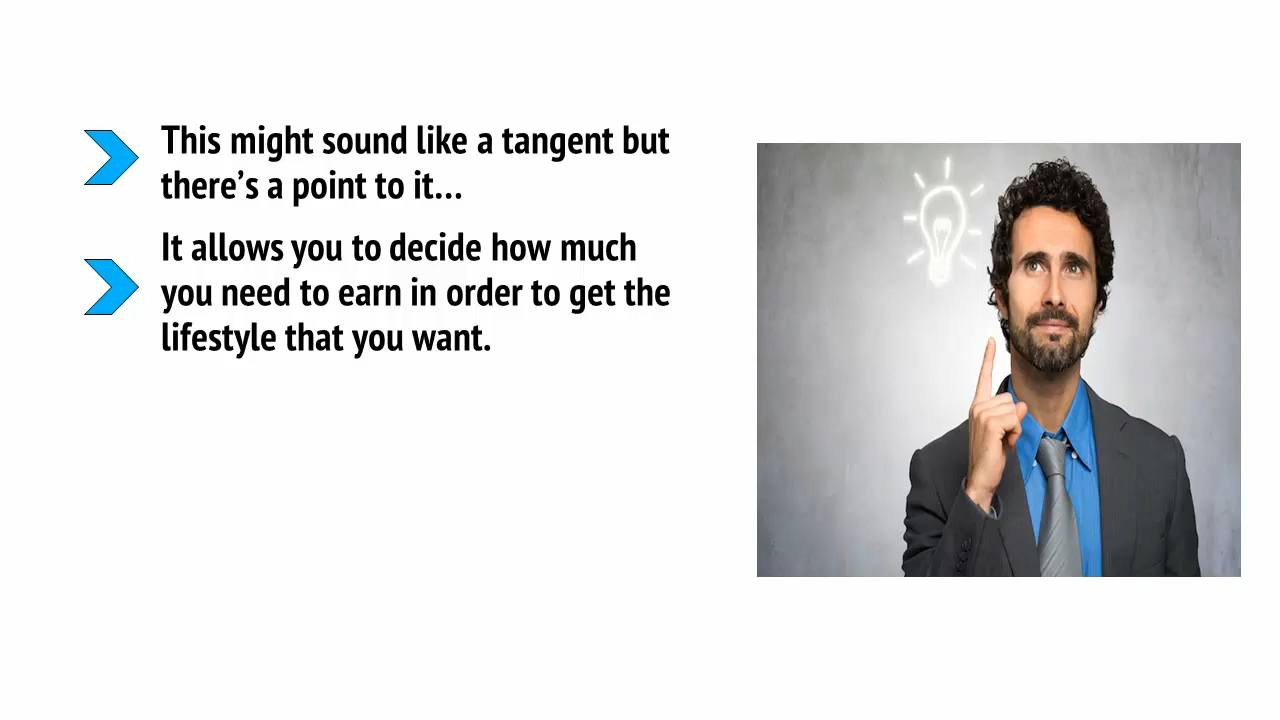 This might sound like a tangent but
there’s a point to it…
It allows you to decide how much
you need to earn in order to get the
lifestyle that you want.